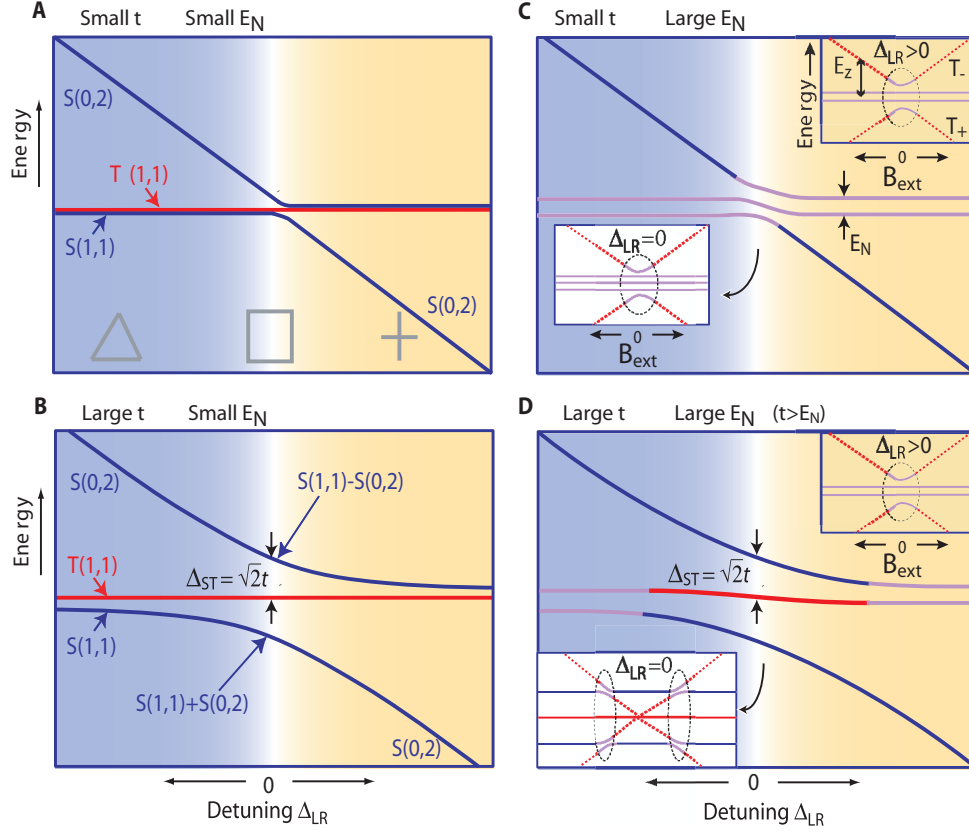 A
Small t Small E_N
S(0,2)
T (1,1)
S(1,1)
S(0,2)
Ene rgy
C
Small t Large E_N
Δ_LR>0
E_Z
T_-
T_+
0
B_ext
Energy
E_N
Δ_LR=0
0
B_ext
B
Large t Small E_N
S(0,2)
S(1,1)-S(0,2)
T(1,1)
Δ_ST=√2t
S(1,1)
S(1,1)+S(0,2)
S(0,2)
Ene rgy
0
Detuning Δ_LR
D
Large t Large E_N (t>E_N)
Δ_LR>0
0
B_ext
Δ_ST=√2t
Δ_LR=0
0
Detuning Δ_LR